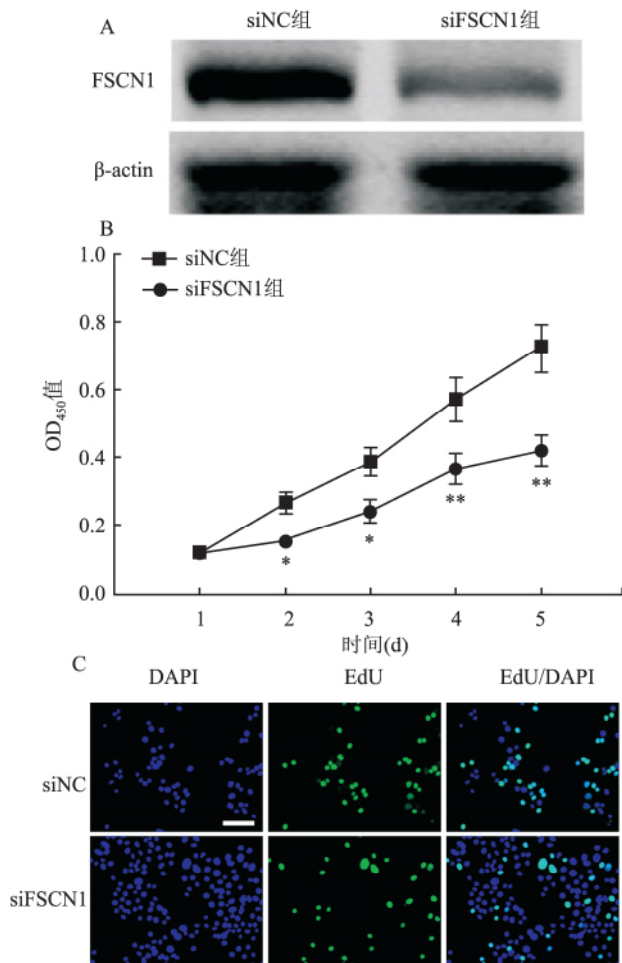 A
siNC组 siFSCN1组
FSCN1
β-actin
B
1.0
siNC组
siFSCN1组
0.8
0.6
OD450值
0.4
0.2
0.0
* * ** **
1 2 3 4 5
时间(d)
C
DAPI EdU EdU/DAPI
siNC
siFSCN1